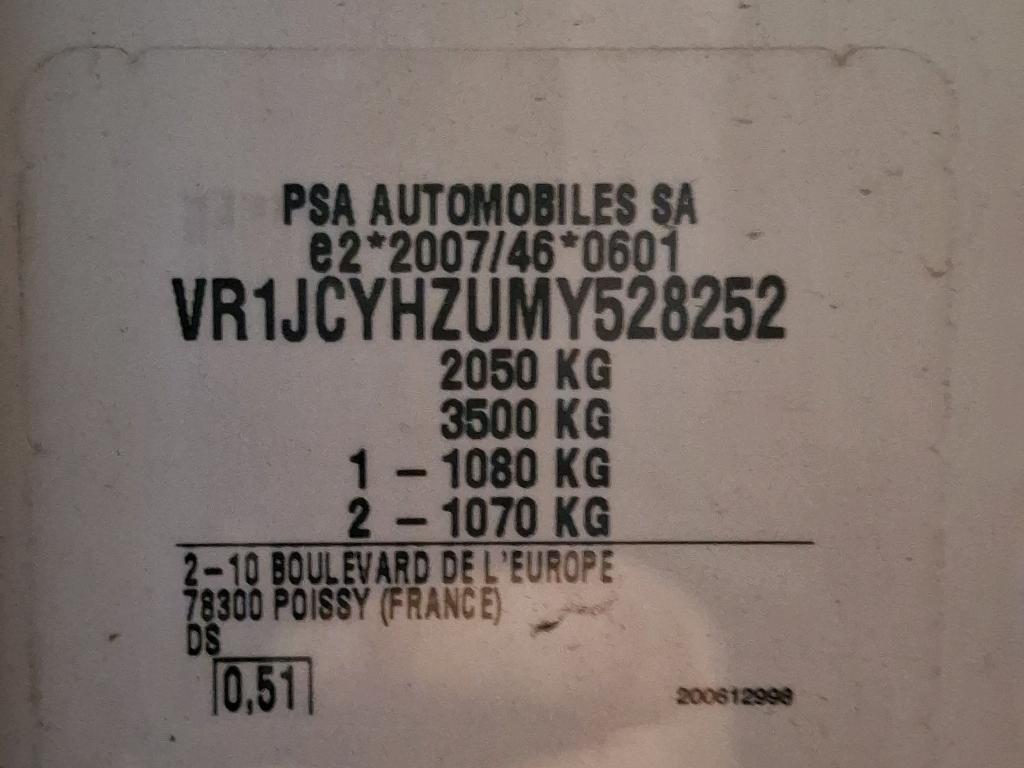 PSA AUTOMOBILES SA
e2*2007/46*0601
VR1JCYHZUMY528252
2050 KG
3500 KG
1 – 1080 KG
2 – 1070 KG
2–10 BOULEVARD DE L'EUROPE
78300 POISSY (FRANCE)
DS
0,51
200612998